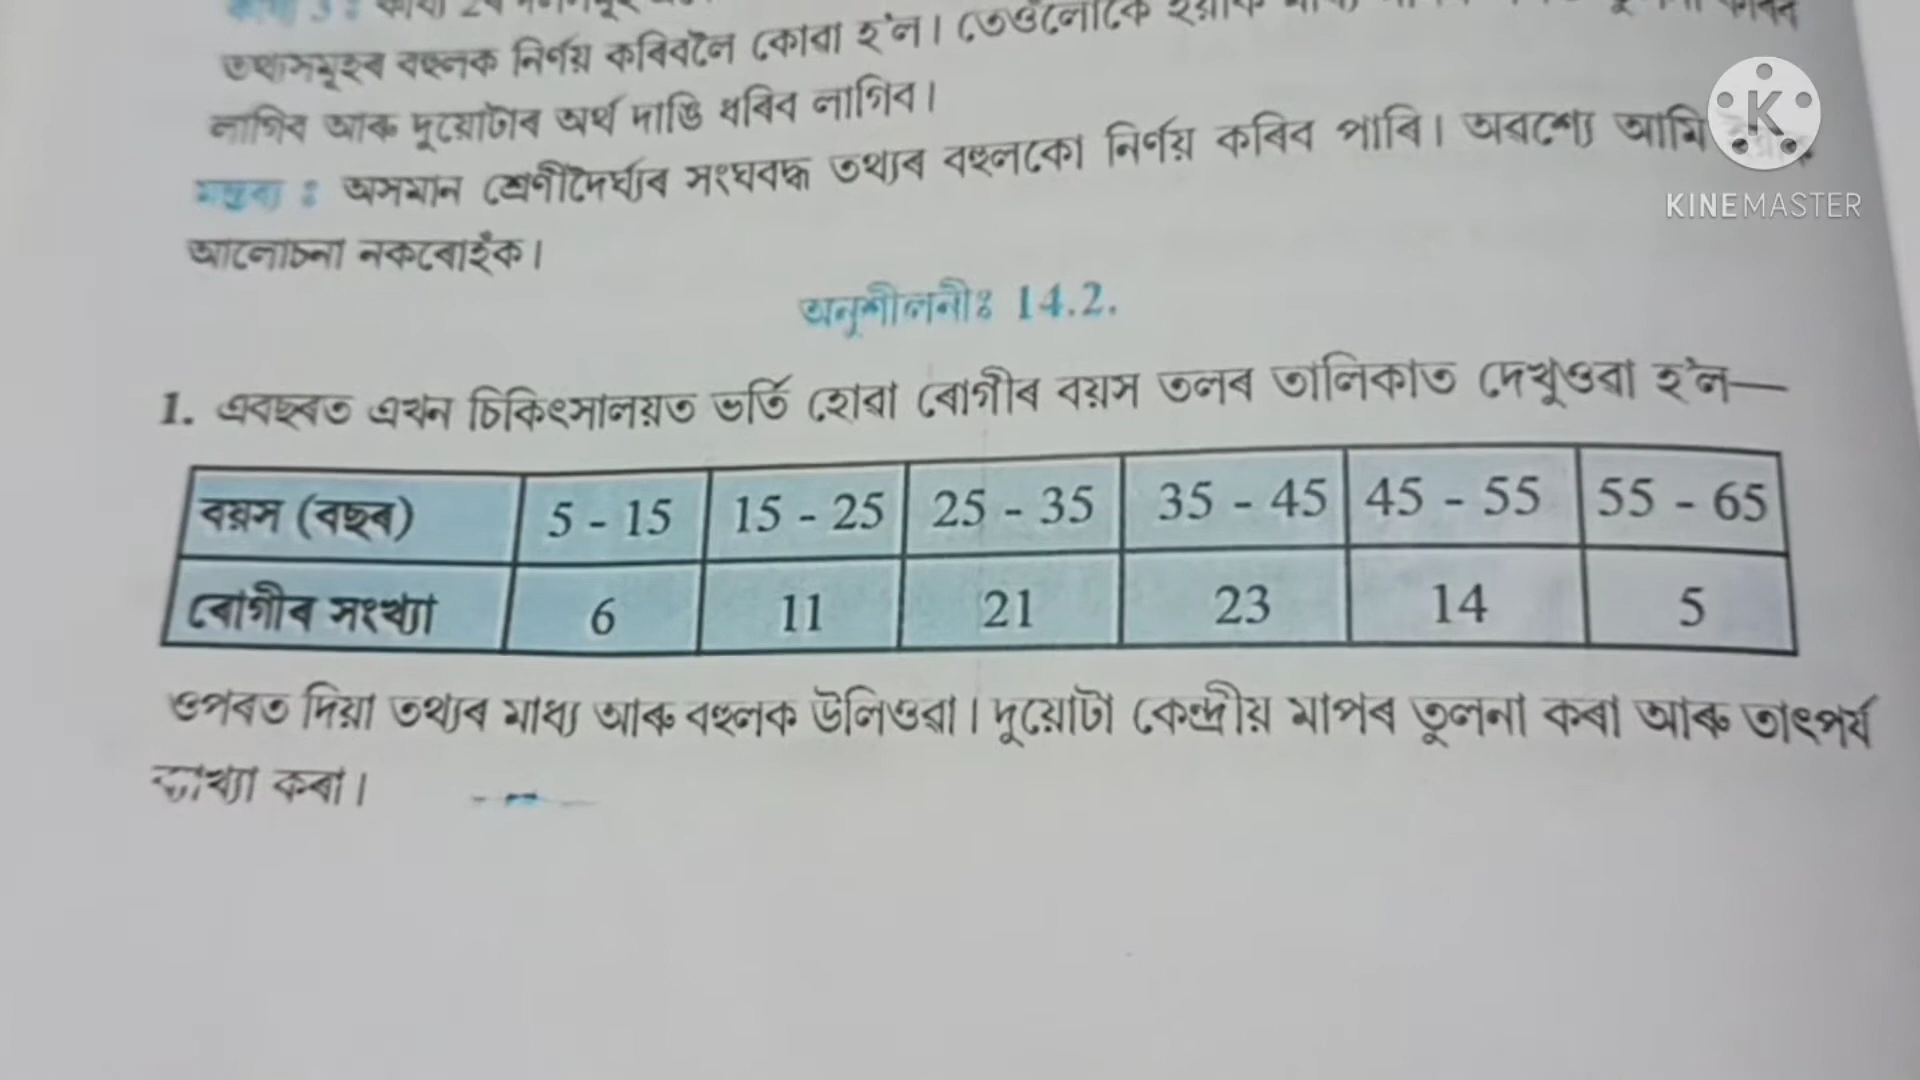 তথ্যসমূহৰ বহুলক নিৰ্ণয় কৰিবলৈ কোৱা হ'ল। তেওঁলোকে
লাগিব আৰু দুয়োটাৰ অৰ্থ দাঙি ধৰিব লাগিব।
মন্তব্য : অসমান শ্ৰেণীদৈৰ্ঘ্যৰ সংঘবদ্ধ তথ্যৰ বহুলকো নিৰ্ণয় কৰিব পাৰি। অৱশ্যে আমি
আলোচনা নকৰোহঁক।
K
KINEMASTER
অনুশীলনীঃ 14.2.
1. এবছৰত এখন চিকিৎসালয়ত ভৰ্তি হোৱা ৰোগীৰ বয়স তলৰ তালিকাত দেখুওৱা হ'ল—
বয়স (বছৰ) 5 - 15 15 - 25 25 - 35 35 - 45 45 - 55 55 - 65
ৰোগীৰ সংখ্যা 6 11 21 23 14 5
ওপৰত দিয়া তথ্যৰ মাধ্য আৰু বহুলক উলিওৱা। দুয়োটা কেন্দ্ৰীয় মাপৰ তুলনা কৰা আৰু তাৎপৰ্য
ব্যাখ্যা কৰা।